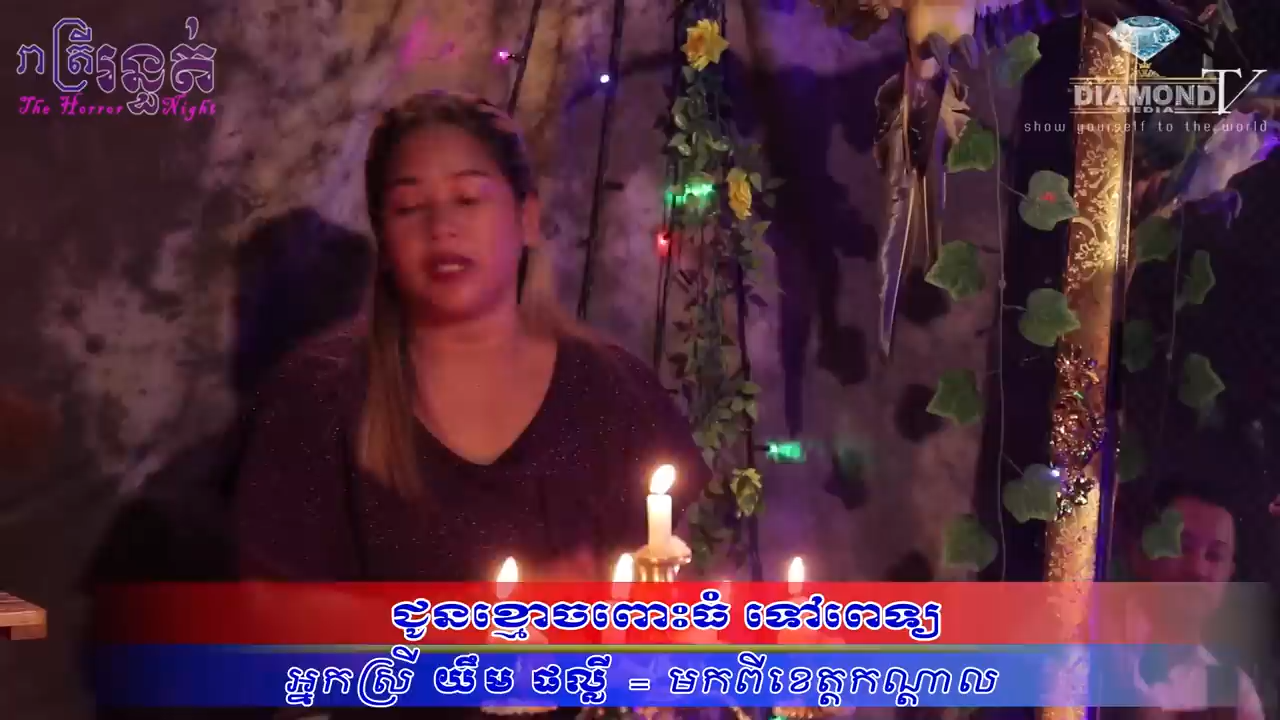 រាត្រីរន្ធត់
The Horror Night
DIAMOND TV
MEDIA
show yourself to the world
ជូនខ្មោចពោះធំ ទៅពេទ្យ
អ្នកស្រី យឹម ផល្លី = មកពីខេត្តកណ្តាល